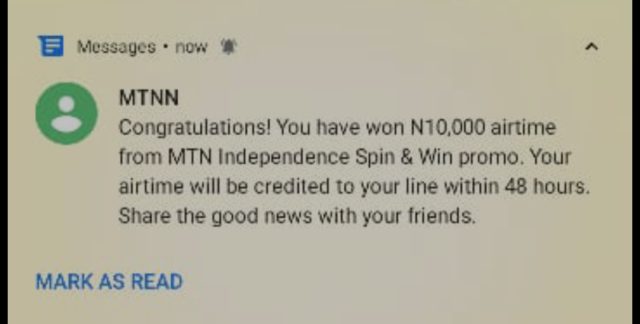 Messages • now
MTNN
Congratulations! You have won N10,000 airtime
from MTN Independence Spin & Win promo. Your
airtime will be credited to your line within 48 hours.
Share the good news with your friends.
MARK AS READ